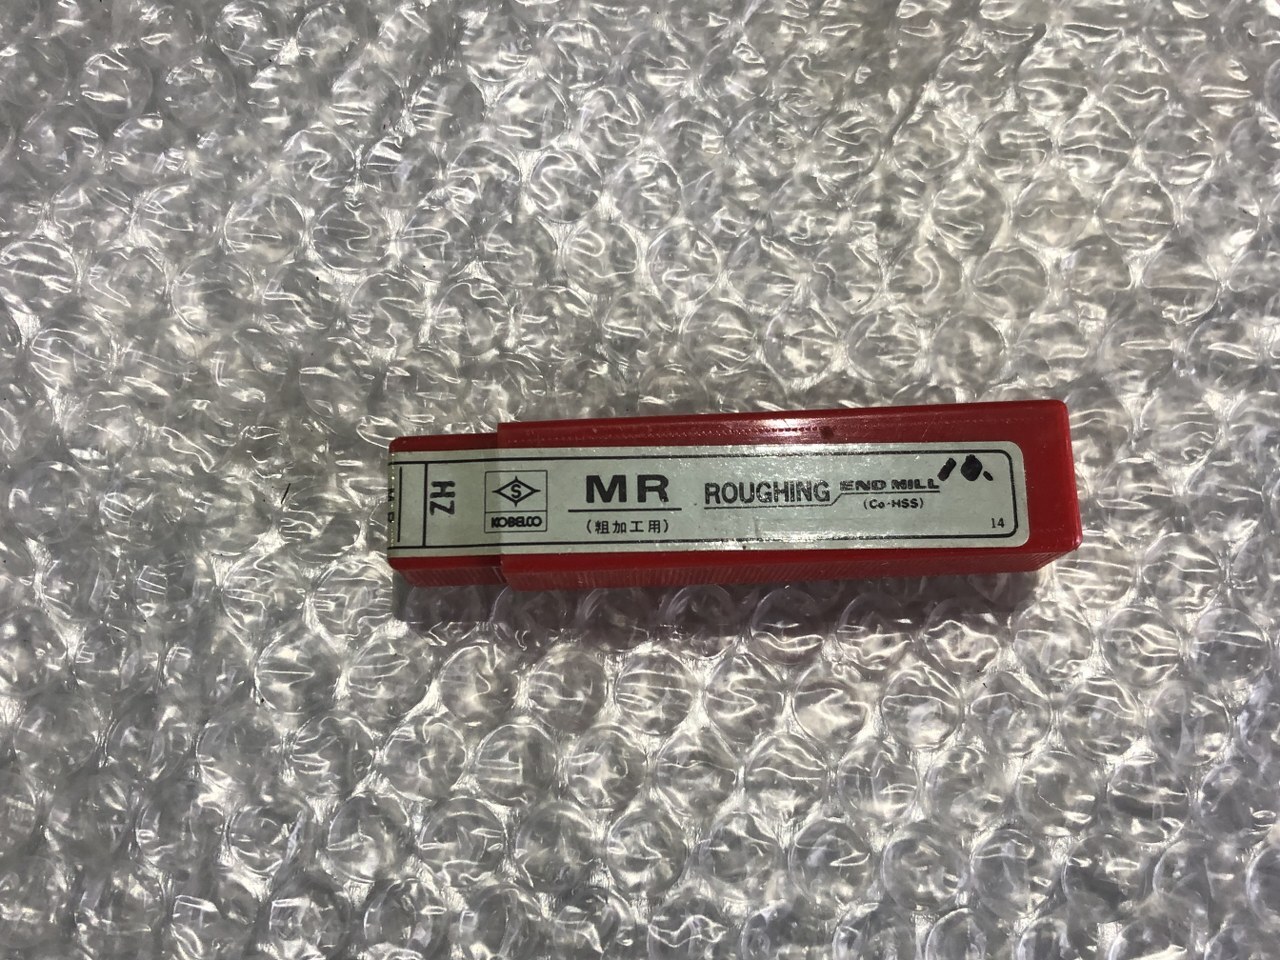 HZ
S
KOBELCO
MR
(粗加工用)
ROUGHING END MILL
(Co-HSS)
14